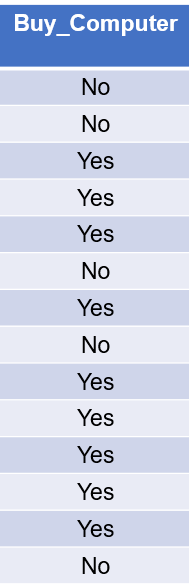 Buy_Computer
No
No
Yes
Yes
Yes
No
Yes
No
Yes
Yes
Yes
Yes
Yes
No